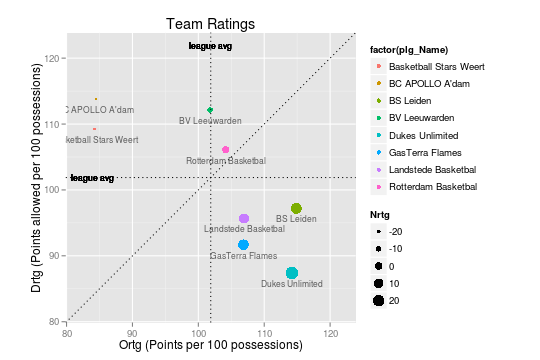 Team Ratings
league avg
league avg
C APOLLO A'dam
ketball Stars Weert
BV Leeuwarden
Rotterdam Basketbal
BS Leiden
Landstede Basketbal
GasTerra Flames
Dukes Unlimited
120
110
100
90
80
80
90
100
110
120
Drtg (Points allowed per 100 possessions)
Ortg (Points per 100 possessions)
factor(plg_Name)
Basketball Stars Weert
BC APOLLO A'dam
BS Leiden
BV Leeuwarden
Dukes Unlimited
GasTerra Flames
Landstede Basketbal
Rotterdam Basketbal
Nrtg
-20
-10
0
10
20